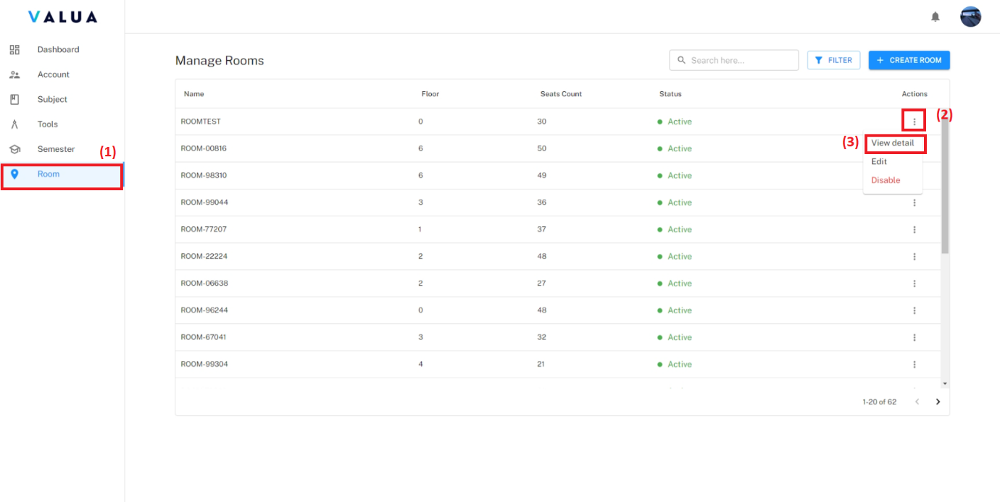 VALUA
Dashboard
Account
Subject
Tools
Semester
(1)
Room
Manage Rooms
Search here...
FILTER
+ CREATE ROOM
Name Floor Seats Count Status Actions
ROOMTEST 0 30 Active
(2)
ROOM-00816 6 50 Active
(3) View detail
Edit
Disable
ROOM-98310 6 49 Active
ROOM-99044 3 36 Active
ROOM-77207 1 37 Active
ROOM-22224 2 48 Active
ROOM-06638 2 27 Active
ROOM-96244 0 48 Active
ROOM-67041 3 32 Active
ROOM-99304 4 21 Active
1-20 of 62